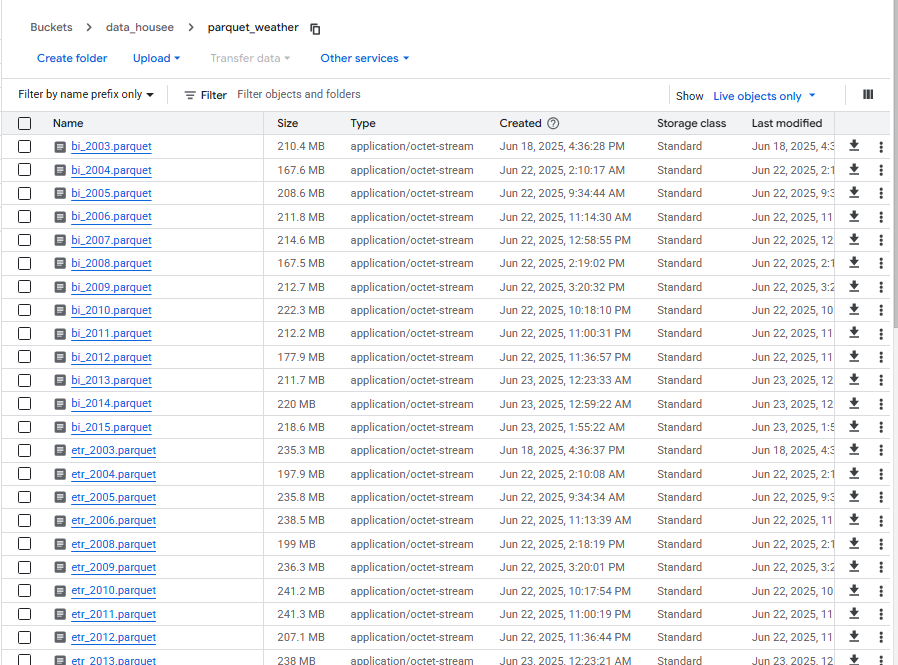 Buckets > data_housee > parquet_weather
Create folder Upload Transfer data Other services
Filter by name prefix only Filter Filter objects and folders Show Live objects only
Name Size Type Created Storage class Last modified
bi_2003.parquet 210.4 MB application/octet-stream Jun 18, 2025, 4:36:28 PM Standard Jun 18, 2025, 4:3
bi_2004.parquet 167.6 MB application/octet-stream Jun 22, 2025, 2:10:17 AM Standard Jun 22, 2025, 2:1
bi_2005.parquet 208.6 MB application/octet-stream Jun 22, 2025, 9:34:44 AM Standard Jun 22, 2025, 9:3
bi_2006.parquet 211.8 MB application/octet-stream Jun 22, 2025, 11:14:30 AM Standard Jun 22, 2025, 11
bi_2007.parquet 214.6 MB application/octet-stream Jun 22, 2025, 12:58:55 PM Standard Jun 22, 2025, 12
bi_2008.parquet 167.5 MB application/octet-stream Jun 22, 2025, 2:19:02 PM Standard Jun 22, 2025, 2:1
bi_2009.parquet 212.7 MB application/octet-stream Jun 22, 2025, 3:20:32 PM Standard Jun 22, 2025, 3:2
bi_2010.parquet 222.3 MB application/octet-stream Jun 22, 2025, 10:18:10 PM Standard Jun 22, 2025, 10
bi_2011.parquet 212.2 MB application/octet-stream Jun 22, 2025, 11:00:31 PM Standard Jun 22, 2025, 11
bi_2012.parquet 177.9 MB application/octet-stream Jun 22, 2025, 11:36:57 PM Standard Jun 22, 2025, 11
bi_2013.parquet 211.7 MB application/octet-stream Jun 23, 2025, 12:23:33 AM Standard Jun 23, 2025, 12
bi_2014.parquet 220 MB application/octet-stream Jun 23, 2025, 12:59:22 AM Standard Jun 23, 2025, 12
bi_2015.parquet 218.6 MB application/octet-stream Jun 23, 2025, 1:55:22 AM Standard Jun 23, 2025, 1:5
etr_2003.parquet 235.3 MB application/octet-stream Jun 18, 2025, 4:36:37 PM Standard Jun 18, 2025, 4:3
etr_2004.parquet 197.9 MB application/octet-stream Jun 22, 2025, 2:10:08 AM Standard Jun 22, 2025, 2:1
etr_2005.parquet 235.8 MB application/octet-stream Jun 22, 2025, 9:34:34 AM Standard Jun 22, 2025, 9:3
etr_2006.parquet 238.5 MB application/octet-stream Jun 22, 2025, 11:13:39 AM Standard Jun 22, 2025, 11
etr_2008.parquet 199 MB application/octet-stream Jun 22, 2025, 2:18:19 PM Standard Jun 22, 2025, 2:1
etr_2009.parquet 236.3 MB application/octet-stream Jun 22, 2025, 3:20:01 PM Standard Jun 22, 2025, 3:2
etr_2010.parquet 241.2 MB application/octet-stream Jun 22, 2025, 10:17:54 PM Standard Jun 22, 2025, 10
etr_2011.parquet 241.3 MB application/octet-stream Jun 22, 2025, 11:00:19 PM Standard Jun 22, 2025, 11
etr_2012.parquet 207.1 MB application/octet-stream Jun 22, 2025, 11:36:44 PM Standard Jun 22, 2025, 11
etr_2013.parquet 238 MB application/octet-stream Jun 23, 2025, 12:23:21 AM Standard Jun 23, 2025, 12